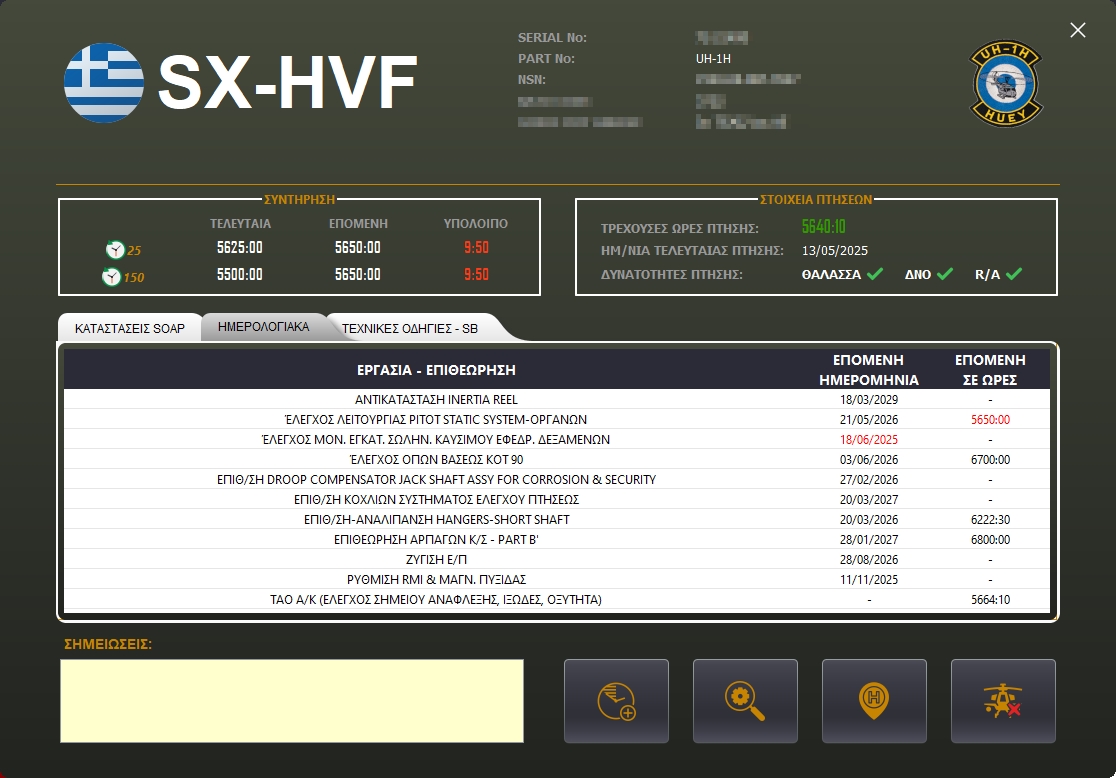 SX-HVF
SERIAL No:
PART No: UH-1H
NSN:
UH-1H
HUEY
ΣΥΝΤΗΡΗΣΗ
ΤΕΛΕΥΤΑΙΑ ΕΠΟΜΕΝΗ ΥΠΟΛΟΙΠΟ
25 5625:00 5650:00 9:50
150 5500:00 5650:00 9:50
ΣΤΟΙΧΕΙΑ ΠΤΗΣΕΩΝ
ΤΡΕΧΟΥΣΕΣ ΩΡΕΣ ΠΤΗΣΗΣ: 5640:10
ΗΜ/ΝΙΑ ΤΕΛΕΥΤΑΙΑΣ ΠΤΗΣΗΣ: 13/05/2025
ΔΥΝΑΤΟΤΗΤΕΣ ΠΤΗΣΗΣ: ΘΑΛΑΣΣΑ ΔΝΟ R/A
ΚΑΤΑΣΤΑΣΕΙΣ SOAP ΗΜΕΡΟΛΟΓΙΑΚΑ ΤΕΧΝΙΚΕΣ ΟΔΗΓΙΕΣ - SB
ΕΡΓΑΣΙΑ - ΕΠΙΘΕΩΡΗΣΗ ΕΠΟΜΕΝΗ ΗΜΕΡΟΜΗΝΙΑ ΕΠΟΜΕΝΗ ΣΕ ΩΡΕΣ
ΑΝΤΙΚΑΤΑΣΤΑΣΗ INERTIA REEL 18/03/2029 -
ΈΛΕΓΧΟΣ ΛΕΙΤΟΥΡΓΙΑΣ PITOT STATIC SYSTEM-ΟΡΓΑΝΩΝ 21/05/2026 5650:00
ΈΛΕΓΧΟΣ ΜΟΝ. ΕΓΚΑΤ. ΣΩΛΗΝ. ΚΑΥΣΙΜΟΥ ΕΦΕΔΡ. ΔΕΞΑΜΕΝΩΝ 18/06/2025 -
ΈΛΕΓΧΟΣ ΟΠΩΝ ΒΑΣΕΩΣ ΚΟΤ 90 03/06/2026 6700:00
ΕΠΙΘ/ΣΗ DROOP COMPENSATOR JACK SHAFT ASSY FOR CORROSION & SECURITY 27/02/2026 -
ΕΠΙΘ/ΣΗ ΚΟΧΛΙΩΝ ΣΥΣΤΗΜΑΤΟΣ ΕΛΕΓΧΟΥ ΠΤΗΣΕΩΣ 20/03/2027 -
ΕΠΙΘ/ΣΗ-ΑΝΑΛΙΠΑΝΣΗ HANGERS-SHORT SHAFT 20/03/2026 6222:30
ΕΠΙΘΕΩΡΗΣΗ ΑΡΠΑΓΩΝ Κ/Σ - PART B' 28/01/2027 6800:00
ΖΥΓΙΣΗ Ε/Π 28/08/2026 -
ΡΥΘΜΙΣΗ RMI & ΜΑΓΝ. ΠΥΞΙΔΑΣ 11/11/2025 -
ΤΑΟ Α/Κ (ΕΛΕΓΧΟΣ ΣΗΜΕΙΟΥ ΑΝΑΦΛΕΞΗΣ, ΙΞΩΔΕΣ, ΟΞΥΤΗΤΑ) - 5664:10
ΣΗΜΕΙΩΣΕΙΣ: